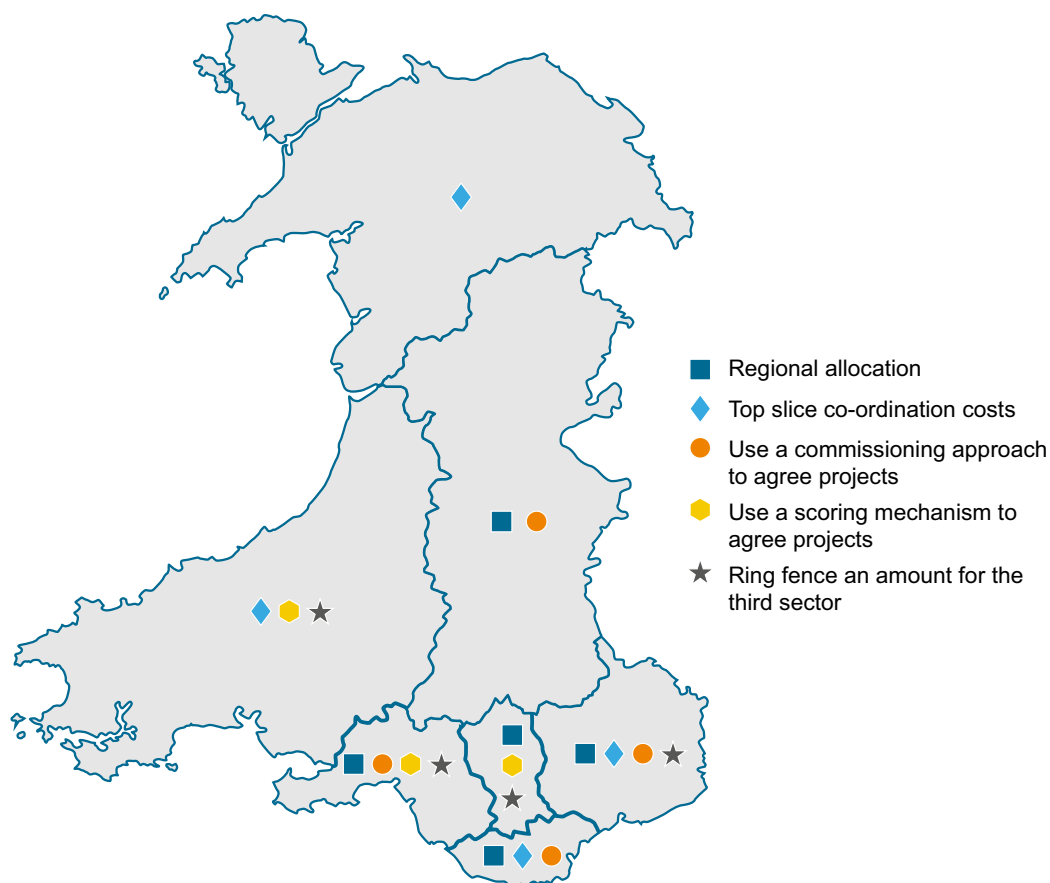 Regional allocation
Top slice co-ordination costs
Use a commissioning approach
to agree projects
Use a scoring mechanism to
agree projects
Ring fence an amount for the
third sector